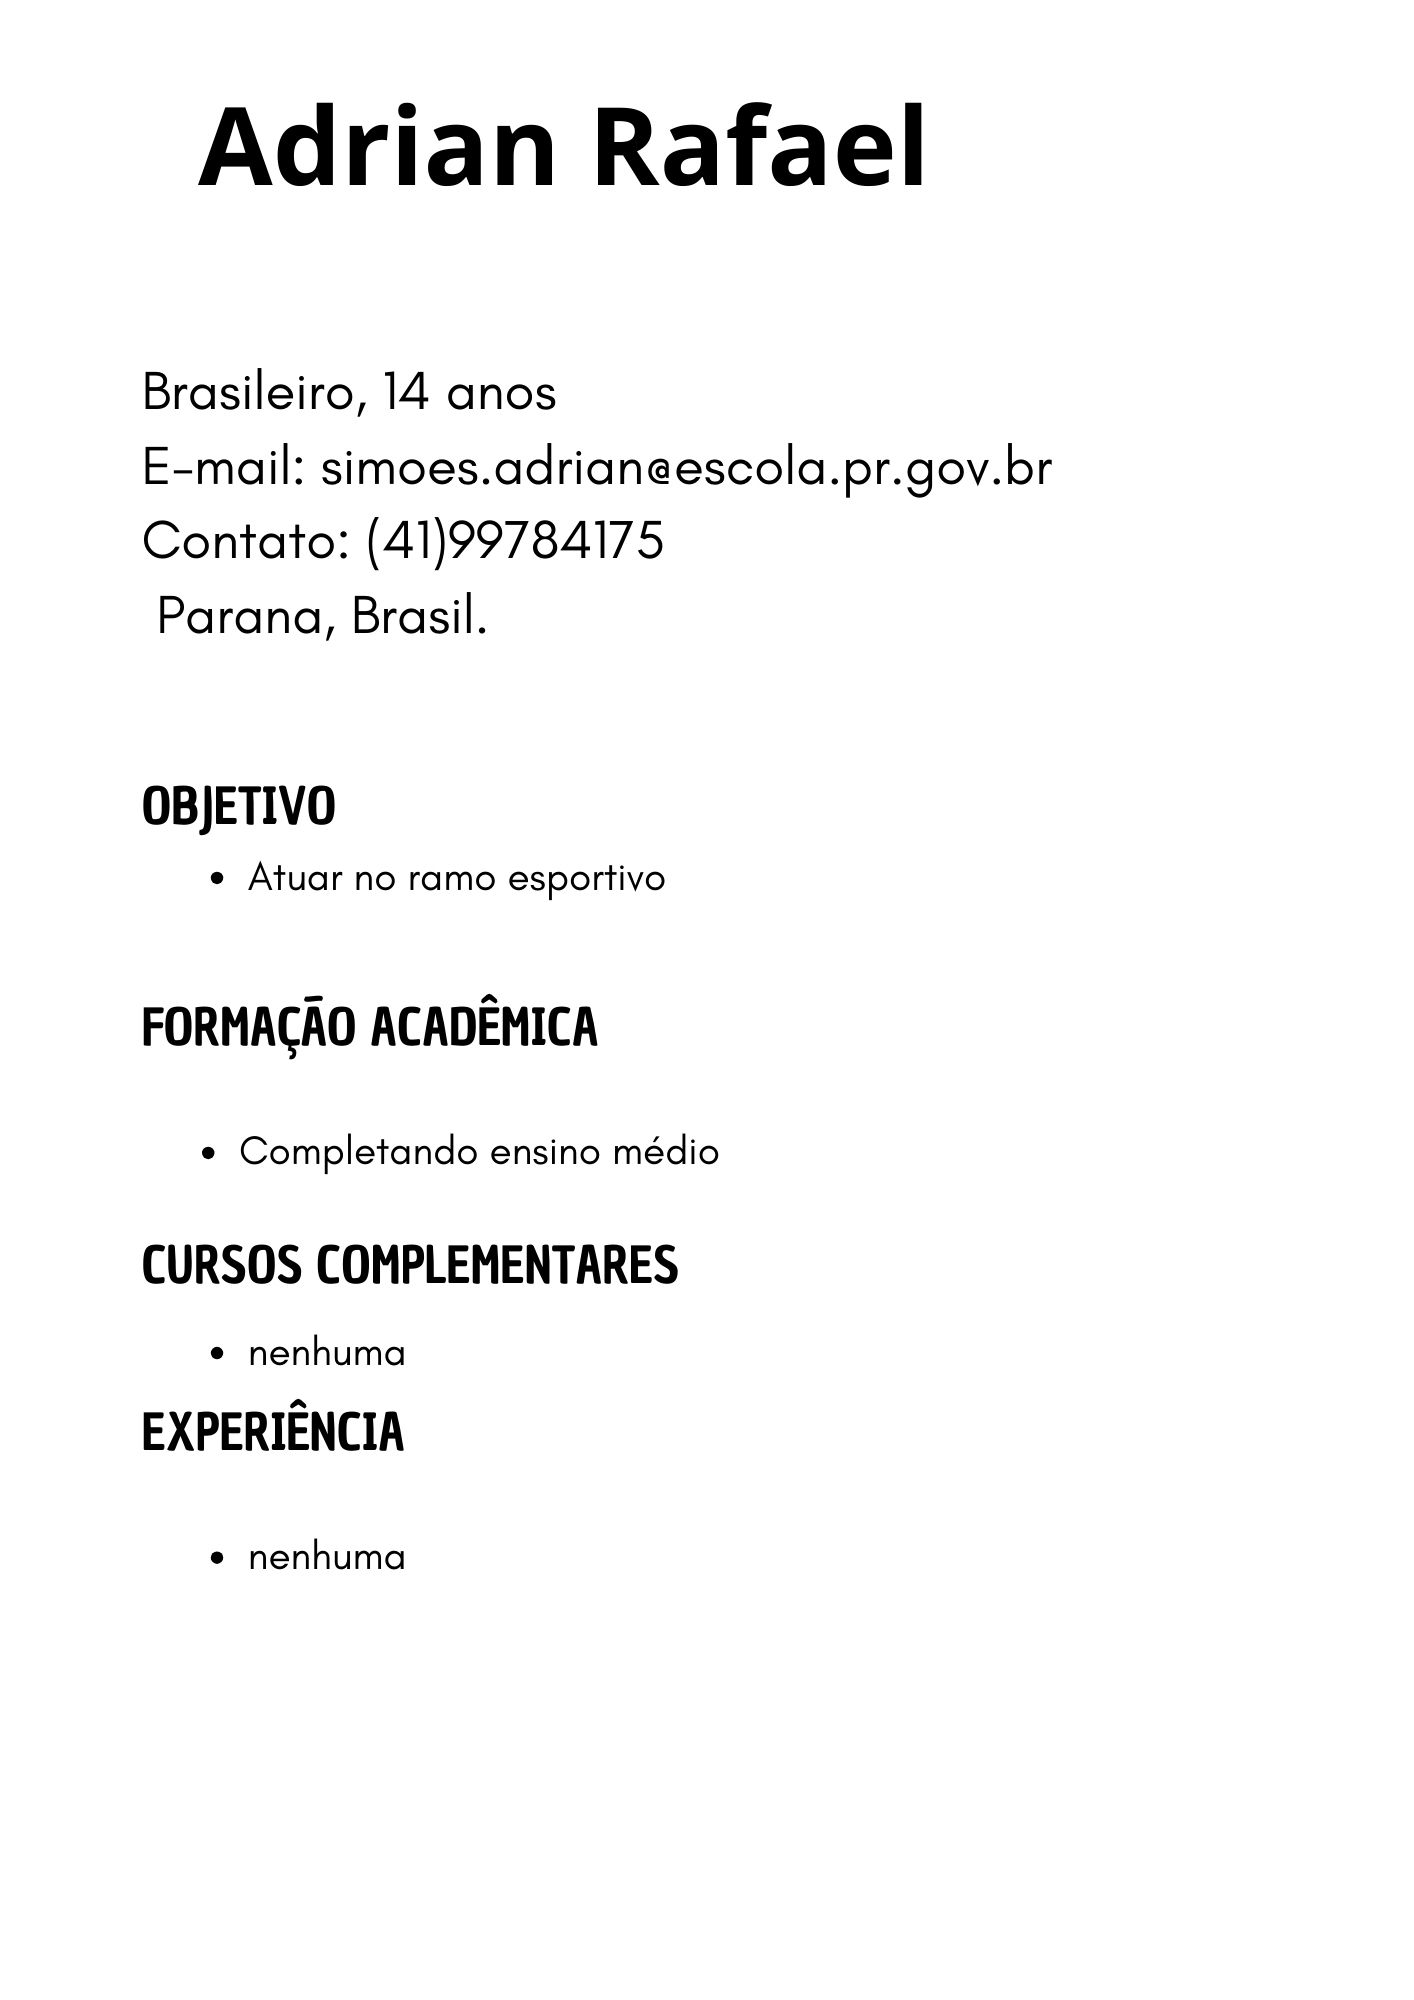 Adrian Rafael
Brasileiro, 14 anos
E-mail: simoes.adrian@escola.pr.gov.br
Contato: (41)99784175
Parana, Brasil.
OBJETIVO
• Atuar no ramo esportivo
FORMAÇÃO ACADÊMICA
• Completando ensino médio
CURSOS COMPLEMENTARES
• nenhuma
EXPERIÊNCIA
• nenhuma